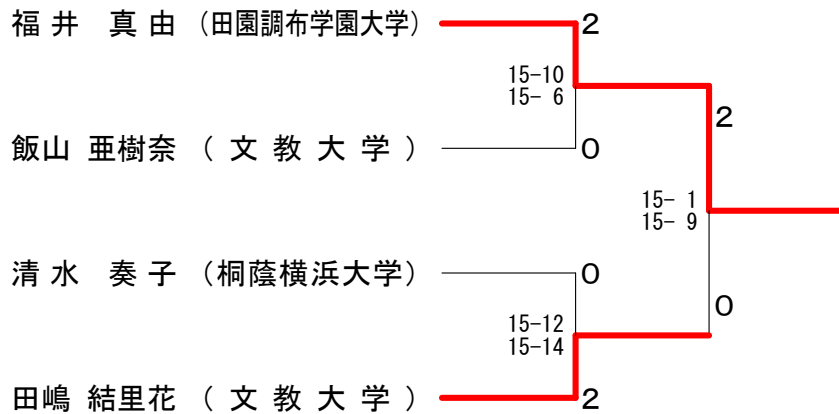 福井 真由 (田園調布学園大学) 2
15-10
15- 6
2
飯山 亜樹奈 ( 文 教 大 学 ) 0
15- 1
15- 9
清水 奏子 (桐蔭横浜大学) 0
0
15-12
15-14
田嶋 結里花 ( 文 教 大 学 ) 2